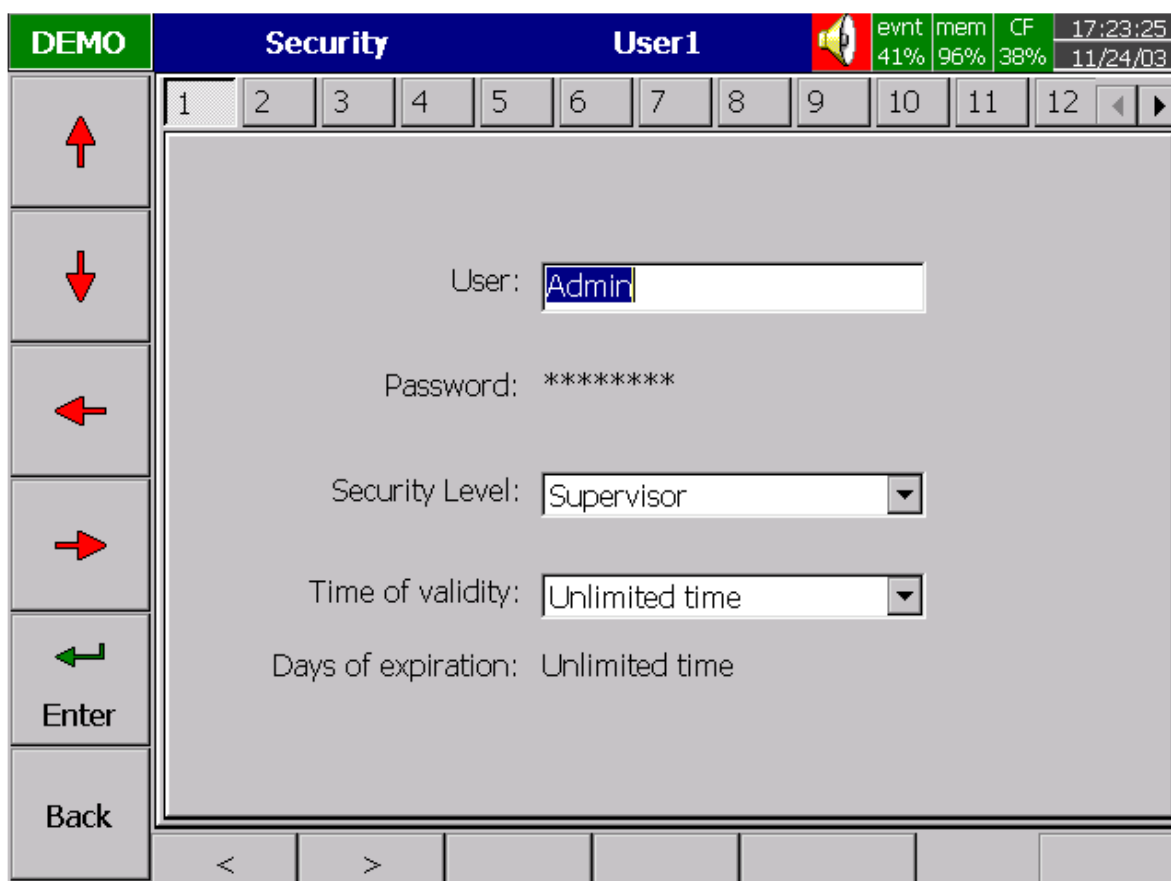 DEMO Security User1 evnt mem CF 17:23:25
41% 96% 38% 11/24/03
1 2 3 4 5 6 7 8 9 10 11 12
User: Admin
Password: ********
Security Level: Supervisor
Time of validity: Unlimited time
Days of expiration: Unlimited time
Enter
Back
< >